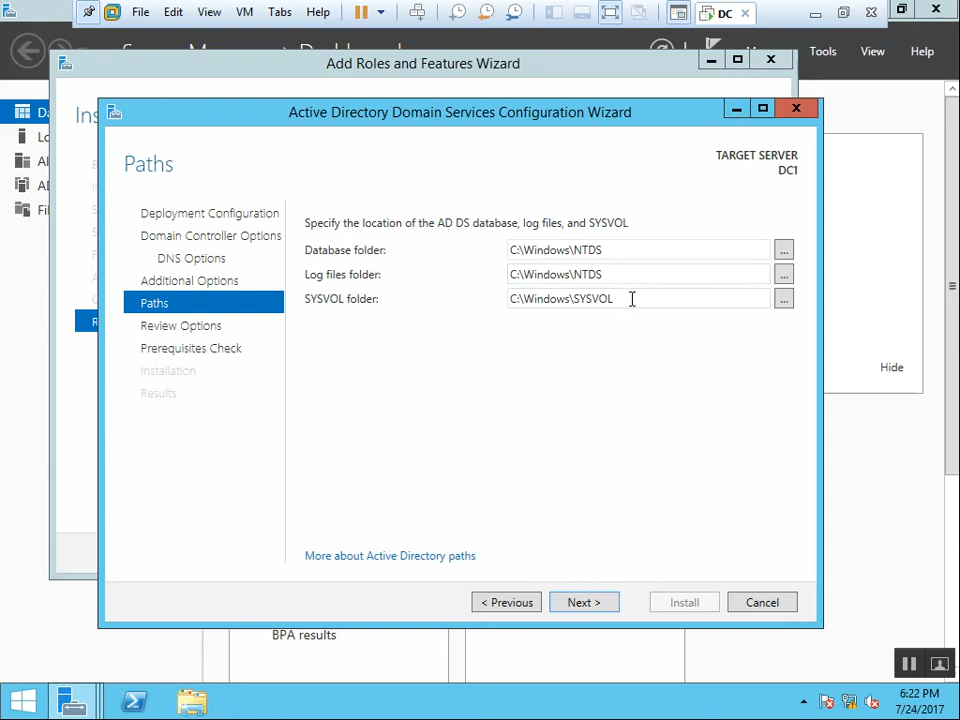 File Edit View VM Tabs Help
DC
Tools View Help
Add Roles and Features Wizard
Active Directory Domain Services Configuration Wizard
Paths
TARGET SERVER
DC1
Deployment Configuration
Domain Controller Options
DNS Options
Additional Options
Paths
Review Options
Prerequisites Check
Installation
Results
Specify the location of the AD DS database, log files, and SYSVOL
Database folder: C:\Windows\NTDS ...
Log files folder: C:\Windows\NTDS ...
SYSVOL folder: C:\Windows\SYSVOL ...
Hide
More about Active Directory paths
< Previous Next > Install Cancel
BPA results
6:22 PM
7/24/2017